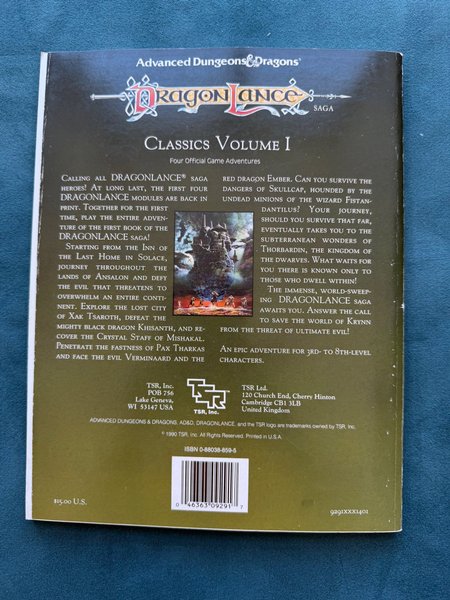 Advanced Dungeons&Dragons®
DRAGONLANCE®
SAGA
CLASSICS VOLUME I
Four Official Game Adventures
CALLING ALL DRAGONLANCE® SAGA
HEROES! AT LONG LAST, THE FIRST FOUR
DRAGONLANCE MODULES ARE BACK IN
PRINT. TOGETHER FOR THE FIRST
TIME, PLAY THE ENTIRE ADVEN-
TURE OF THE FIRST BOOK OF THE
DRAGONLANCE SAGA!
STARTING FROM THE INN OF
THE LAST HOME IN SOLACE,
JOURNEY THROUGHOUT THE
LANDS OF ANSALON AND DEFY
THE EVIL THAT THREATENS TO
OVERWHELM AN ENTIRE CONTI-
NENT. EXPLORE THE LOST CITY
OF XAK TSAROTH, DEFEAT THE
MIGHTY BLACK DRAGON KHISANTH, AND RE-
COVER THE CRYSTAL STAFF OF MISHAKAL.
PENETRATE THE FASTNESS OF PAX THARKAS
AND FACE THE EVIL VERMINAARD AND THE
RED DRAGON EMBER. CAN YOU SURVIVE THE
DANGERS OF SKULLCAP, HOUNDED BY THE
UNDEAD MINIONS OF THE WIZARD FISTAN-
DANTILUS? YOUR JOURNEY,
SHOULD YOU SURVIVE THAT FAR,
EVENTUALLY TAKES YOU TO THE
SUBTERRANEAN WONDERS OF
THORBARDIN, THE KINGDOM OF
THE DWARVES. WHAT WAITS FOR
YOU THERE IS KNOWN ONLY TO
THOSE WHO DWELL WITHIN!
THE IMMENSE, WORLD-SWEEP-
ING DRAGONLANCE SAGA
AWAITS YOU. ANSWER THE CALL
TO SAVE THE WORLD OF KRYNN
FROM THE THREAT OF ULTIMATE EVIL!
AN EPIC ADVENTURE FOR 3RD- TO 8TH-LEVEL
CHARACTERS.
TSR, Inc.
POB 756
Lake Geneva,
WI 53147 USA
TSR
TSR, Inc.
TSR Ltd.
120 Church End, Cherry Hinton
Cambridge CB1 3LB
United Kingdom
ADVANCED DUNGEONS & DRAGONS, AD&D, DRAGONLANCE, and the TSR logo are trademarks owned by TSR, Inc.
©1990 TSR, Inc. All Rights Reserved. Printed in U.S.A.
ISBN 0-88038-859-5
0 46363 09291 7
$15.00 U.S.
9291XXX1401